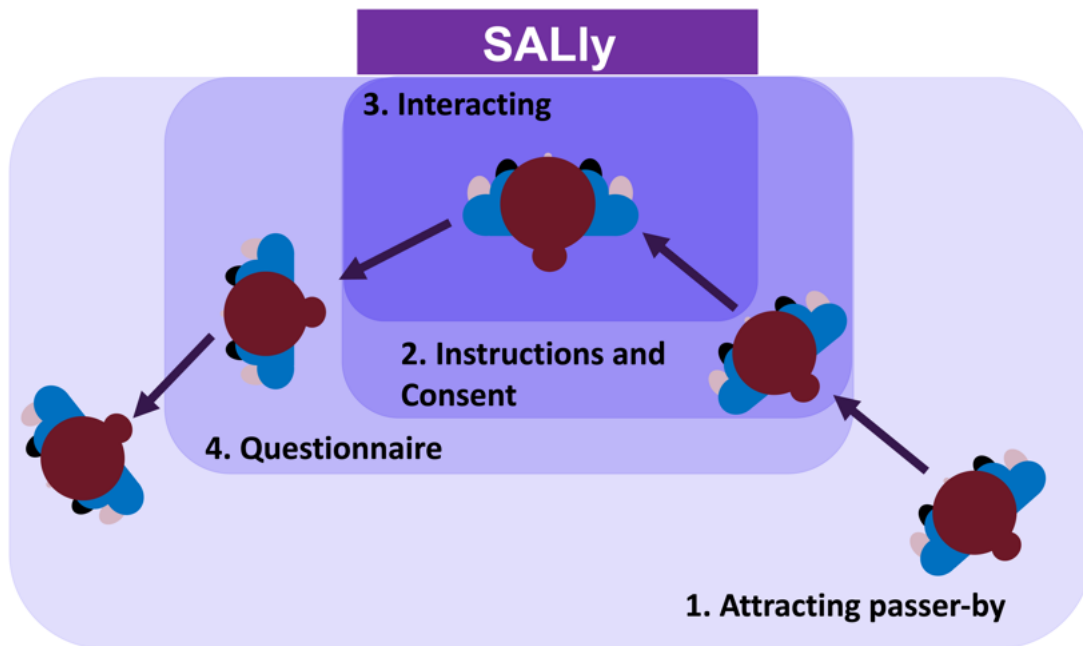 SALly
3. Interacting
2. Instructions and
Consent
4. Questionnaire
1. Attracting passer-by